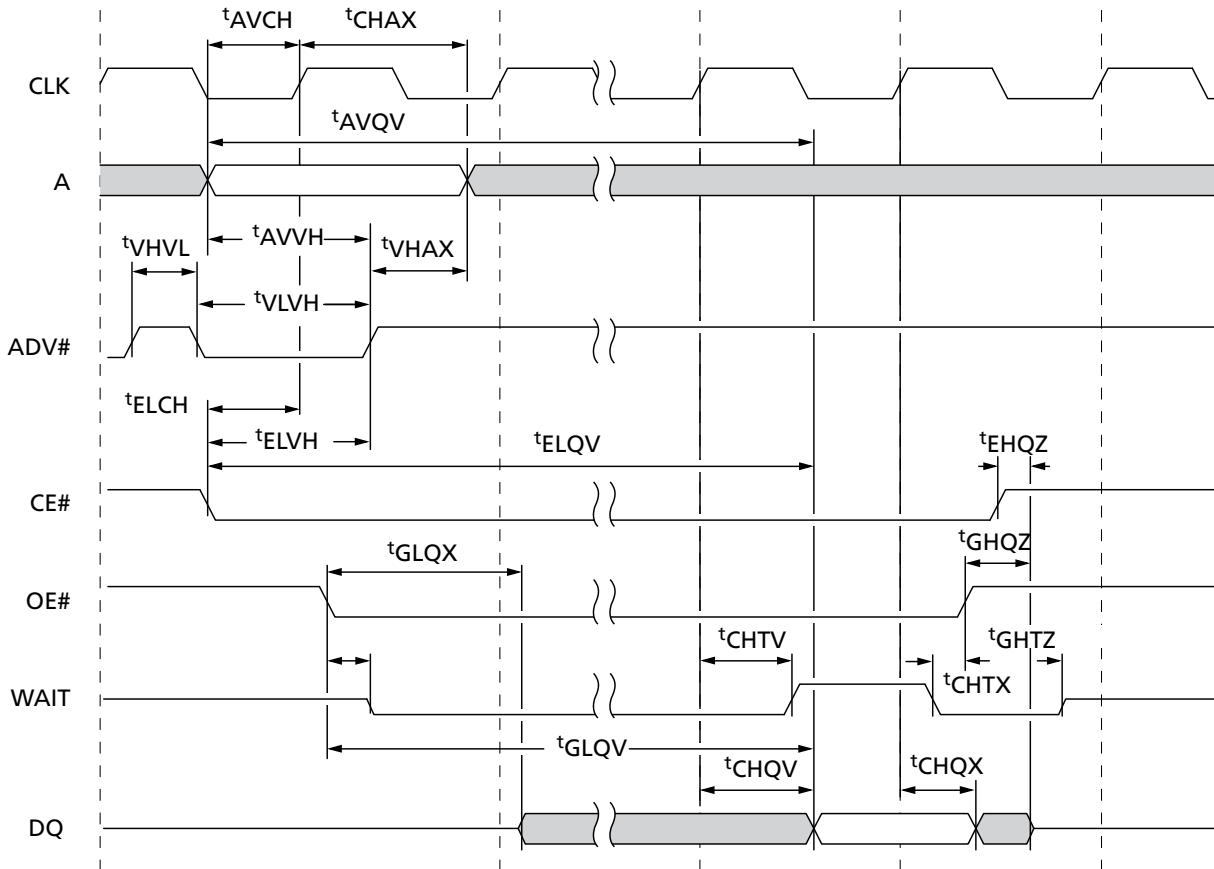 tAVCH tCHAX
CLK
tAVQV
A
tVHVL tAVVH tVHAX
tVLVH
ADV#
tELCH
tELVH tELQV tEHQZ
CE#
tGLQX tGHQZ
OE#
tCHTV tGHTZ
WAIT tCHTX
tGLQV
tCHQV tCHQX
DQ